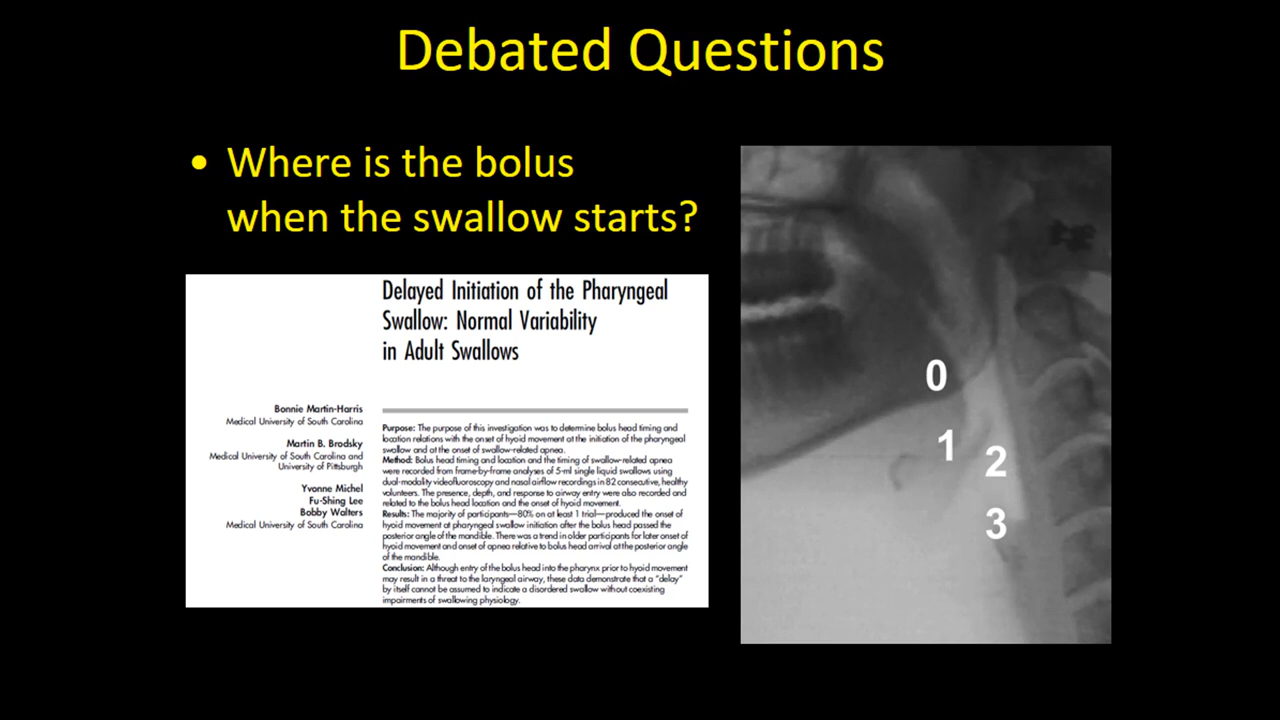 Debated Questions
• Where is the bolus
when the swallow starts?
Delayed Initiation of the Pharyngeal
Swallow: Normal Variability
in Adult Swallows
Bonnie Martin-Harris
Medical University of South Carolina
Martin B. Brodsky
Medical University of South Carolina and
University of Pittsburgh
Yvonne Michel
Fu-Shing Lee
Bobby Walters
Medical University of South Carolina
Purpose: The purpose of this investigation was to determine bolus head timing and
location relations with the onset of hyoid movement at the initiation of the pharyngeal
swallow and at the onset of swallow-related apnea.
Method: Bolus head timing and location and the timing of swallow-related apnea
were recorded from frame-by-frame analyses of 5-ml single liquid swallows using
dual-modality videofluoroscopy and nasal airflow recordings in 82 consecutive, healthy
volunteers. The presence, depth, and response to airway entry were also recorded and
related to the bolus head location and the onset of hyoid movement.
Results: The majority of participants—80% on at least 1 trial—produced the onset of
hyoid movement at pharyngeal swallow initiation after the bolus head passed the
posterior angle of the mandible. There was a trend in older participants for later onset of
hyoid movement and onset of apnea relative to bolus head arrival at the posterior angle
of the mandible.
Conclusion: Although entry of the bolus head into the pharynx prior to hyoid movement
may result in a threat to the laryngeal airway, these data demonstrate that a “delay”
by itself cannot be assumed to indicate a disordered swallow without coexisting
impairments of swallowing physiology.
0
1
2
3